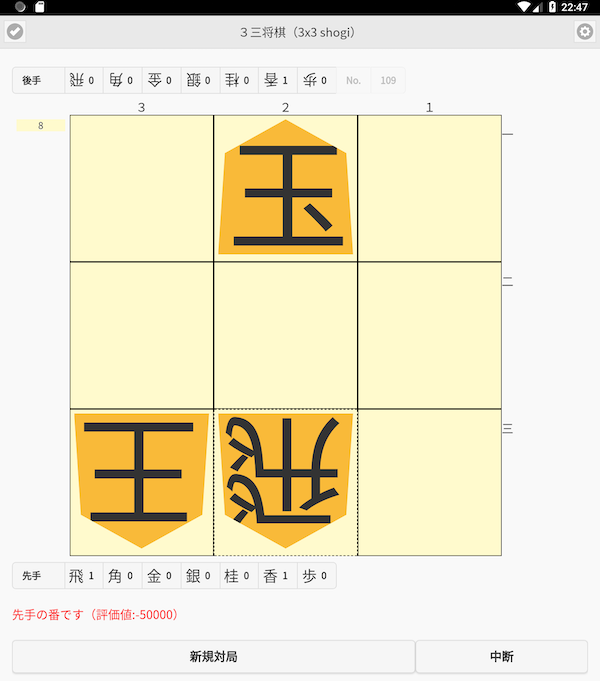 22:47
３三将棋（3x3 shogi）
後手 飛 0 角 0 金 0 銀 0 桂 0 香 1 歩 0 No. 109
3 2 1
8
玉 一
二
王 飛 三
先手 飛 1 角 0 金 0 銀 0 桂 0 香 1 歩 0
先手の番です（評価値:-50000）
新規対局 中断